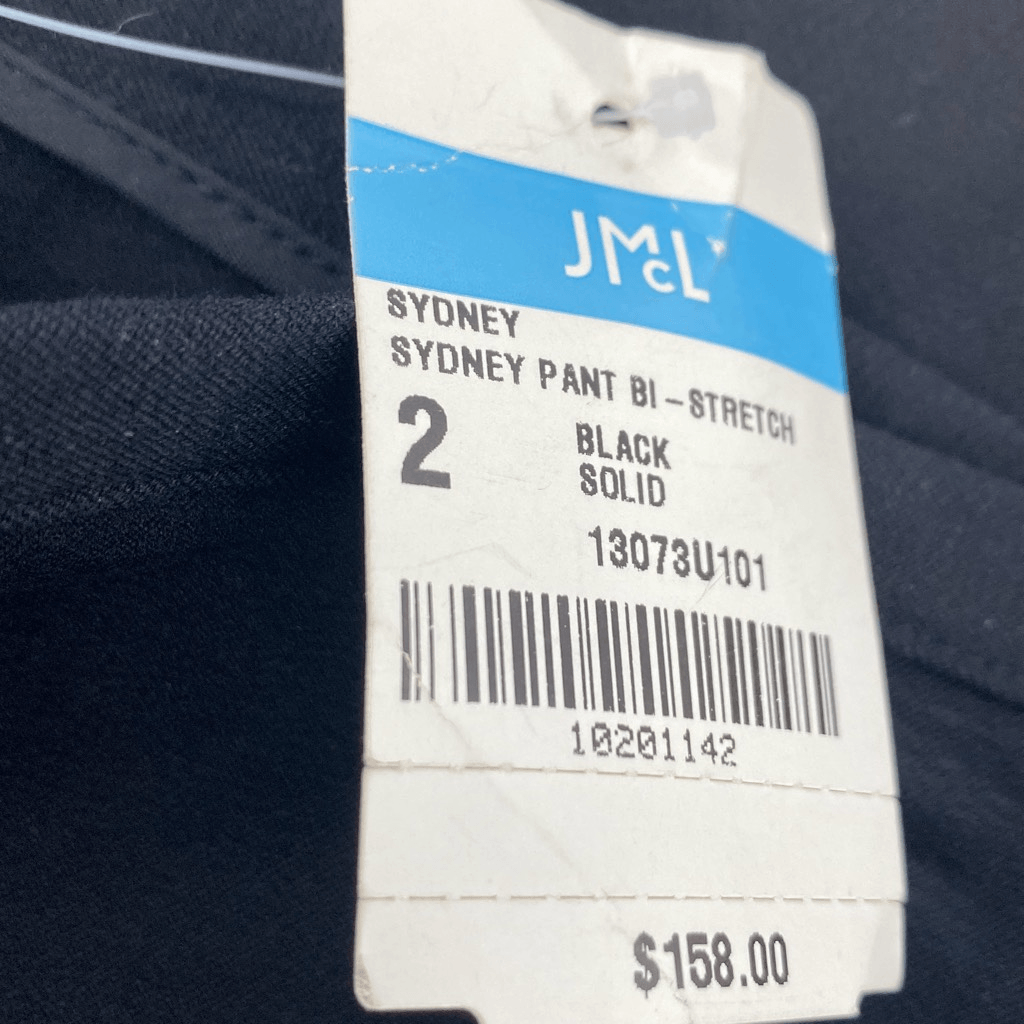 JMcL
SYDNEY
SYDNEY PANT BI-STRETCH
2
BLACK
SOLID
13073U101
10201142
$158.00